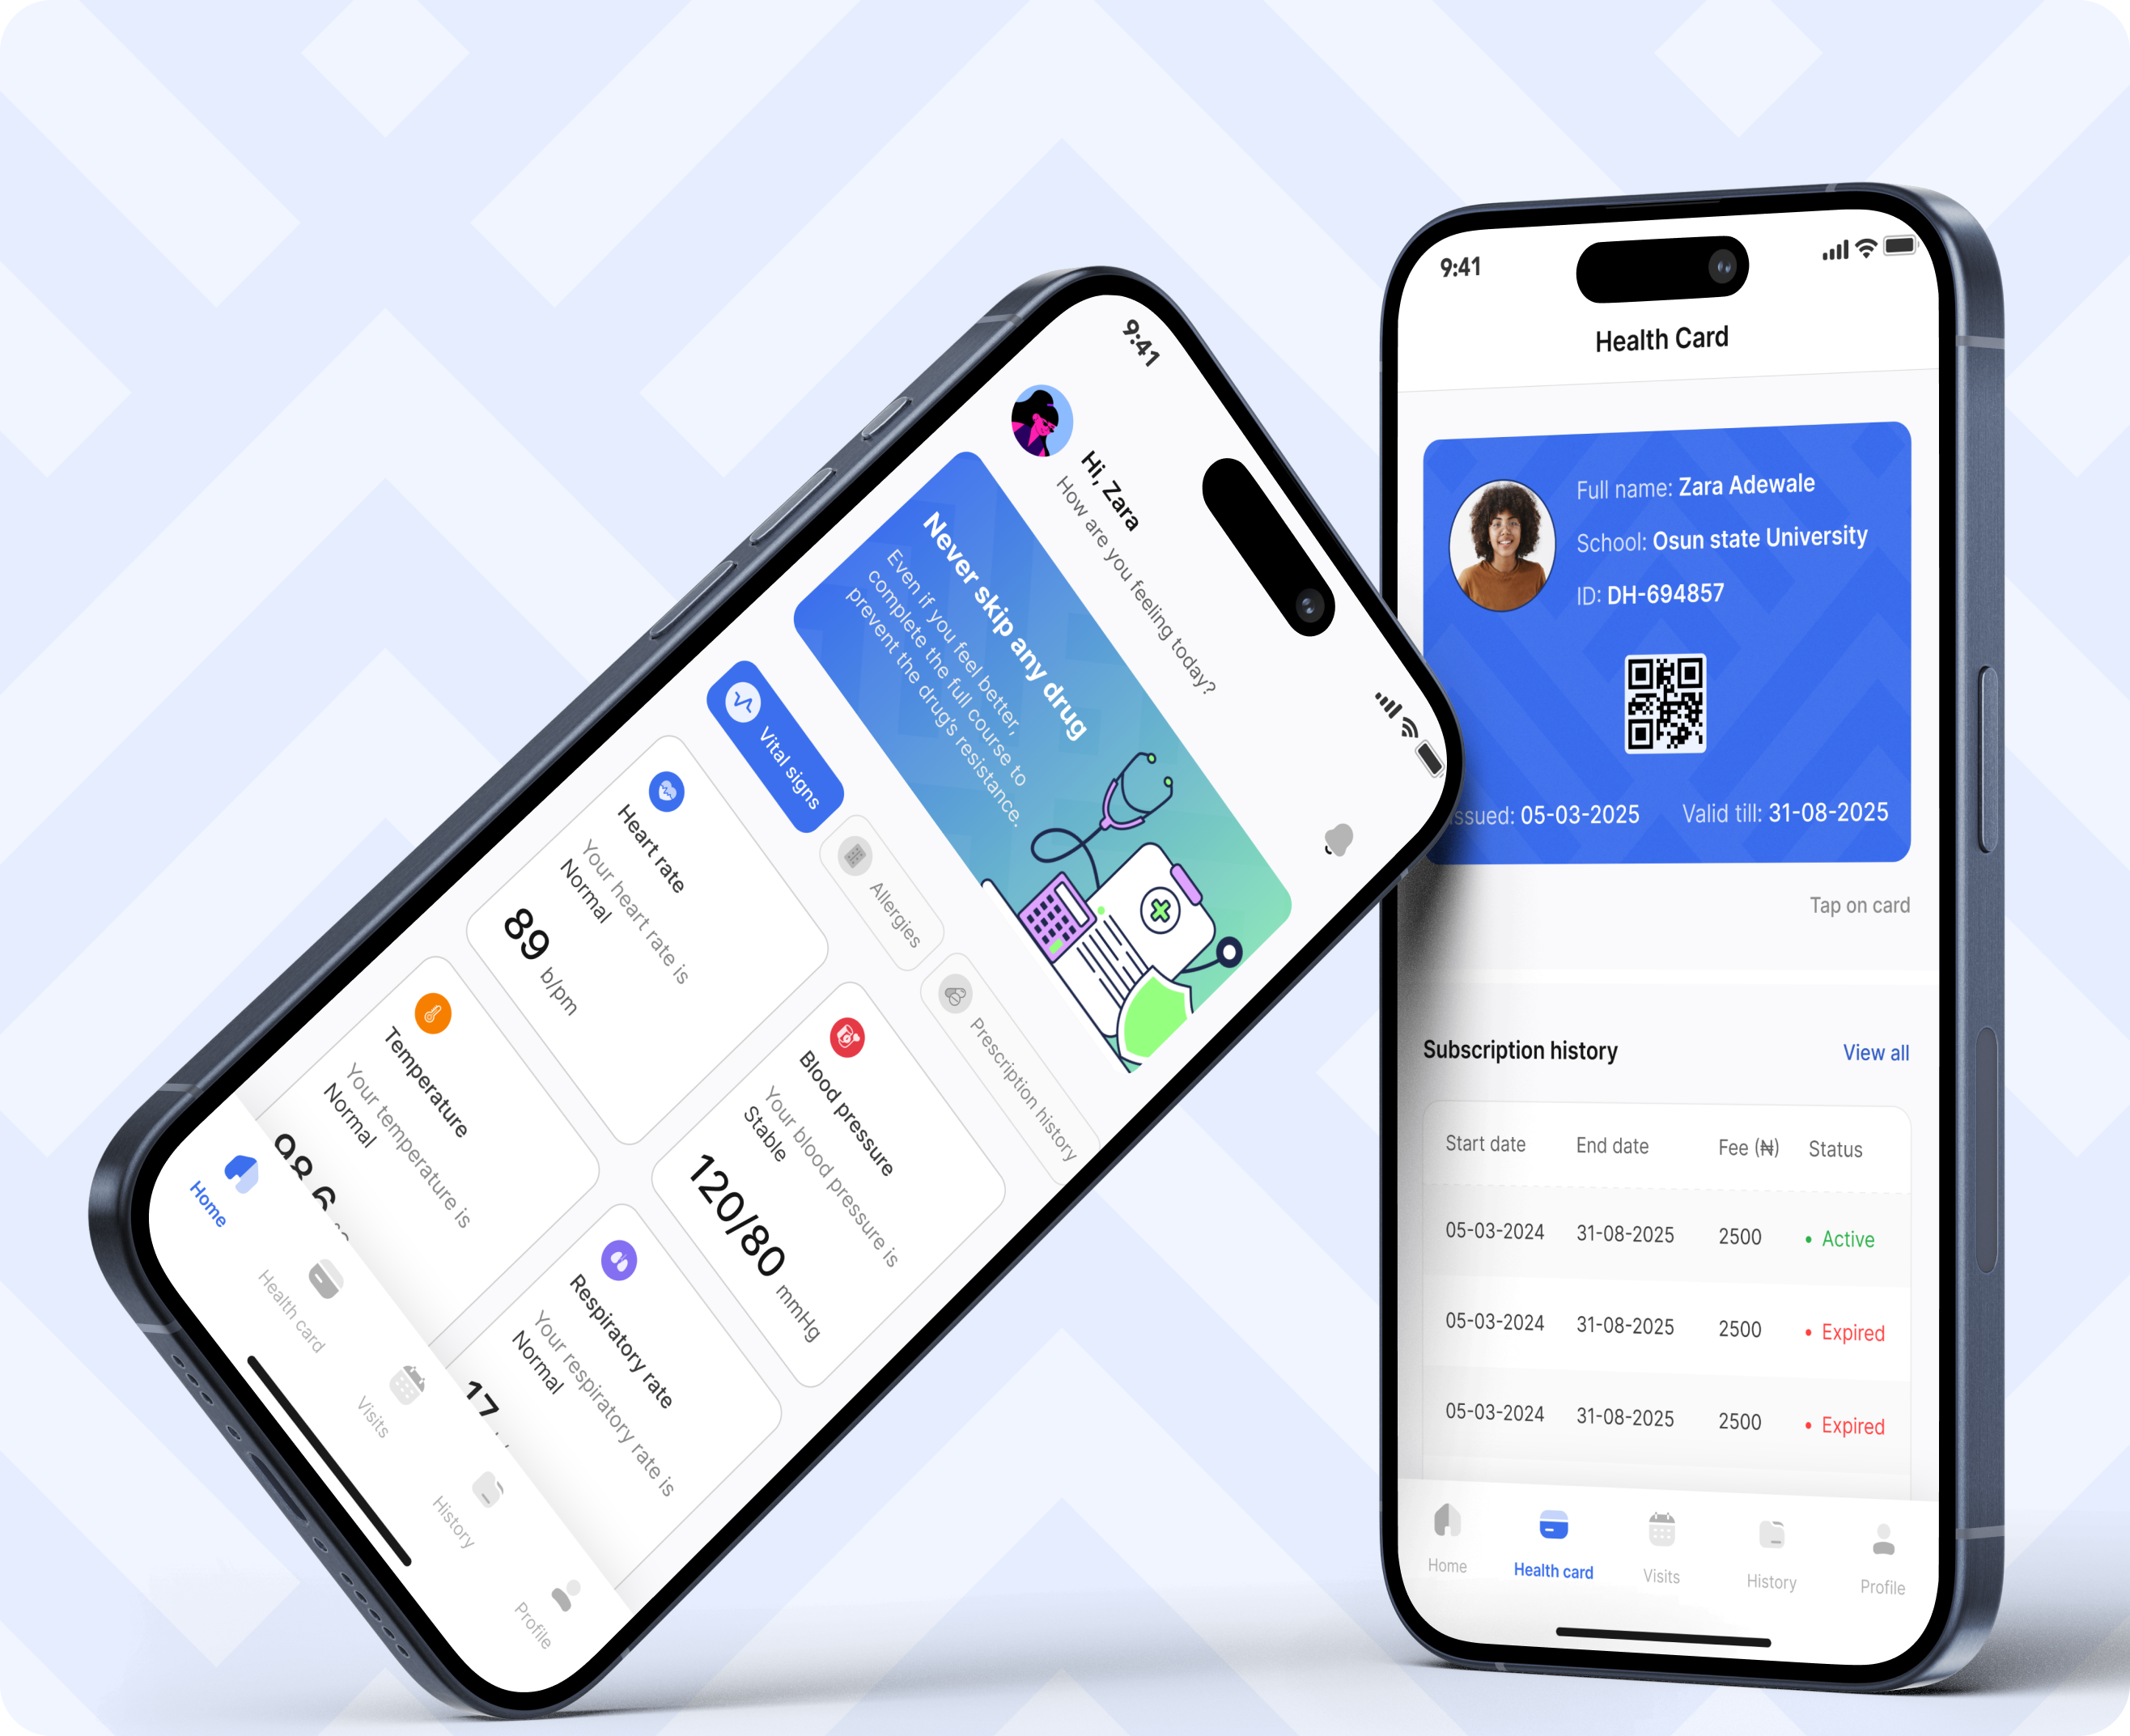 9:41
Hi, Zara
How are you feeling today?
Never skip any drug
Even if you feel better,
complete the full course to
prevent the drug's resistance.
Vital signs
Allergies
Prescription history
Heart rate
Your heart rate is
Normal
89 b/pm
Blood pressure
Your blood pressure is
Stable
120/80 mmHg
Temperature
Your temperature is
Normal
98.6
Respiratory rate
Your respiratory rate is
Normal
17
Home
Health card
Visits
History
Profile
9:41
Health Card
Full name: Zara Adewale
School: Osun state University
ID: DH-694857
Issued: 05-03-2025 Valid till: 31-08-2025
Tap on card
Subscription history View all
Start date End date Fee (₦) Status
05-03-2024 31-08-2025 2500 • Active
05-03-2024 31-08-2025 2500 • Expired
05-03-2024 31-08-2025 2500 • Expired
Home Health card Visits History Profile